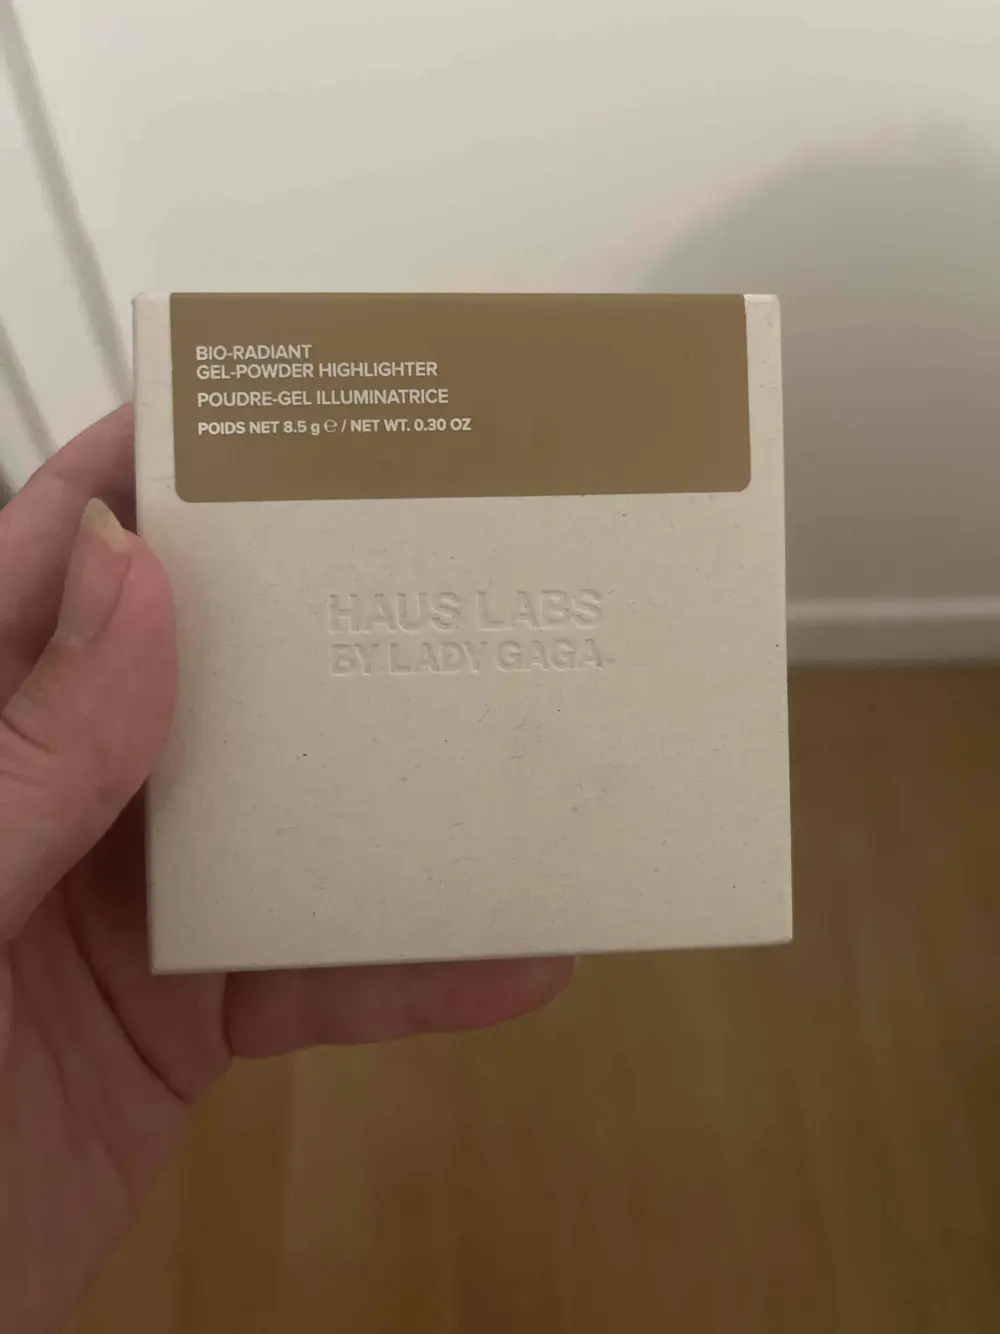 BIO-RADIANT
GEL-POWDER HIGHLIGHTER
POUDRE-GEL ILLUMINATRICE
POIDS NET 8.5 g ℮ / NET WT. 0.30 OZ
HAUS LABS
BY LADY GAGA